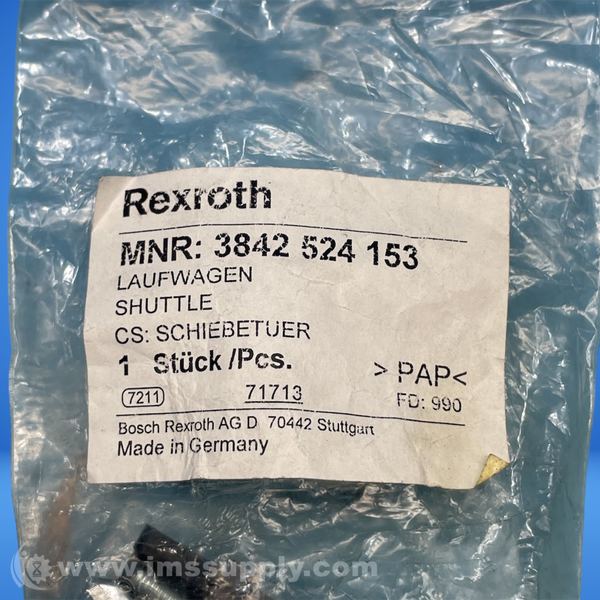 Rexroth
MNR: 3842 524 153
LAUFWAGEN
SHUTTLE
CS: SCHIEBETUER
1 Stück/Pcs.
>PAP<
7211 71713 FD: 990
Bosch Rexroth AG D 70442 Stuttgart
Made in Germany
© www.imssupply.com